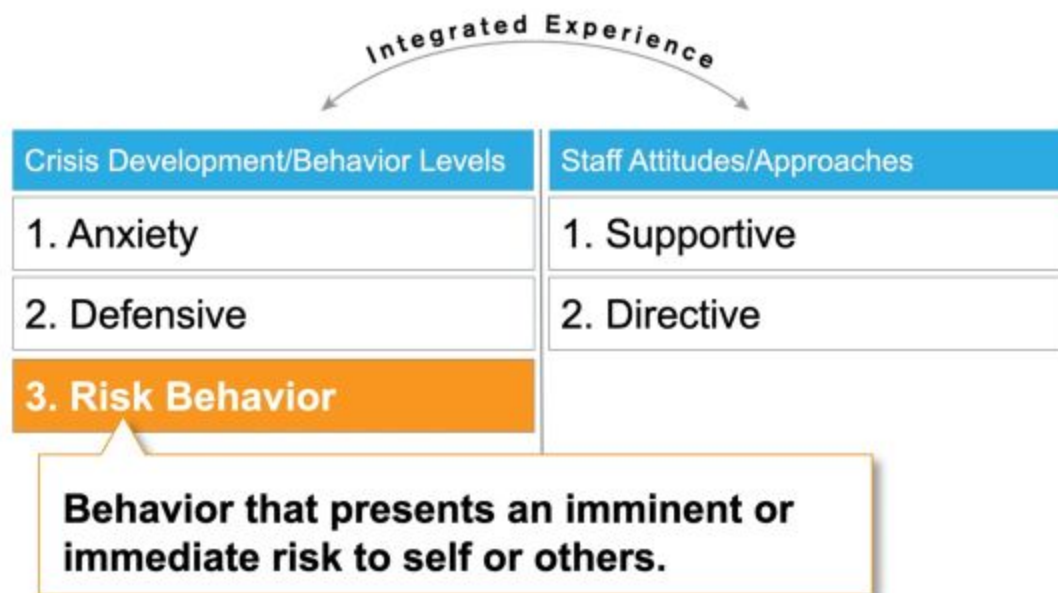 Integrated Experience
Crisis Development/Behavior Levels
Staff Attitudes/Approaches
1. Anxiety
1. Supportive
2. Defensive
2. Directive
3. Risk Behavior
Behavior that presents an imminent or
immediate risk to self or others.